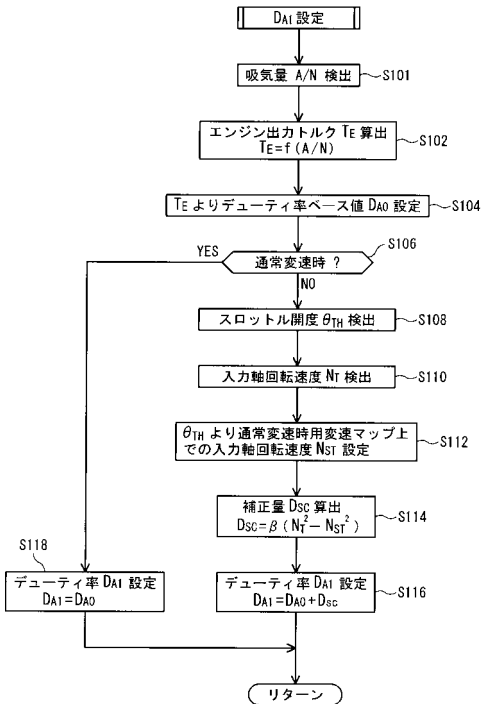 DA1 設定
吸気量 A/N 検出
S101
エンジン出力トルク TE 算出
TE=f(A/N)
S102
TE よりデューティ率ベース値 DA0 設定
S104
S106
YES
通常変速時 ?
NO
スロットル開度 θTH 検出
S108
入力軸回転速度 NT 検出
S110
θTH より通常変速時用変速マップ上
での入力軸回転速度 NST 設定
S112
補正量 DSC 算出
DSC=β(NT²−NST²)
S114
S118
デューティ率 DA1 設定
DA1=DA0
デューティ率 DA1 設定
DA1=DA0+DSC
S116
リターン